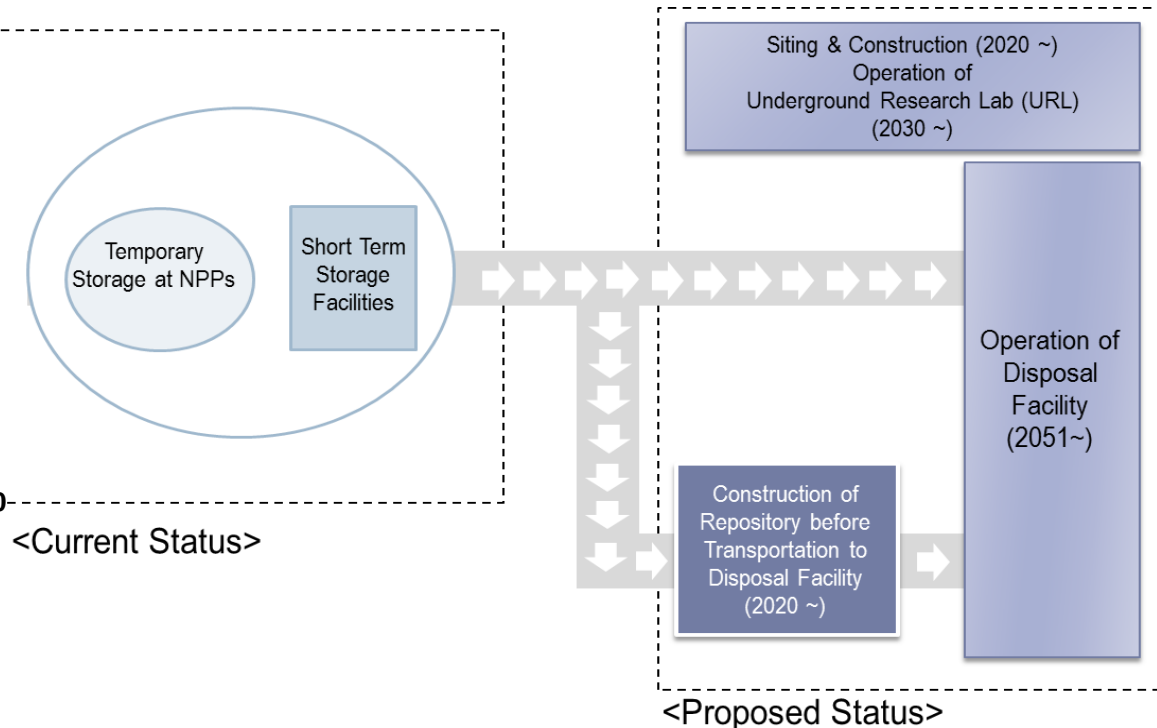 Temporary
Storage at NPPs
Short Term
Storage
Facilities
<Current Status>
Siting & Construction (2020 ~)
Operation of
Underground Research Lab (URL)
(2030 ~)
Operation of
Disposal
Facility
(2051~)
Construction of
Repository before
Transportation to
Disposal Facility
(2020 ~)
<Proposed Status>